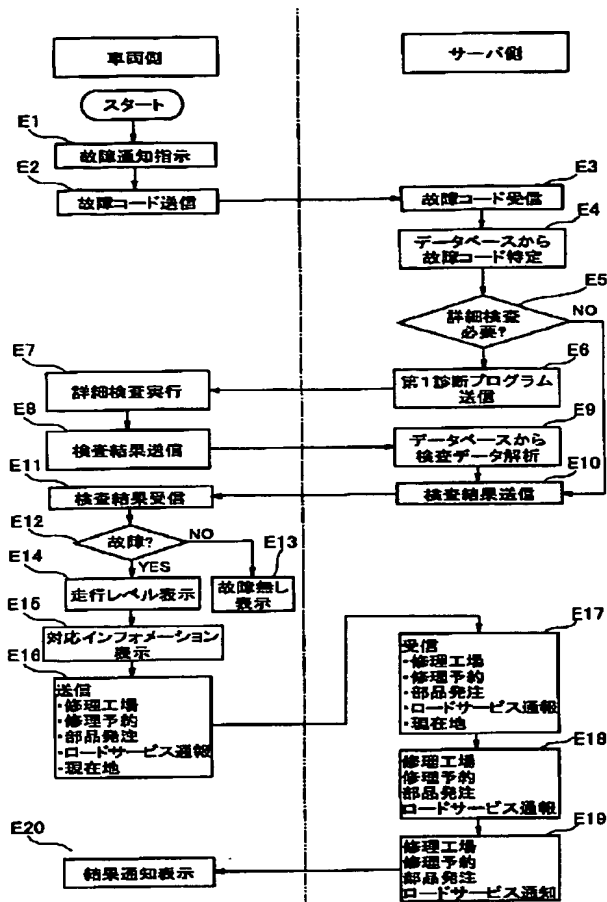 車両側
サーバ側
スタート
E1
故障通知指示
E2
故障コード送信
E3
故障コード受信
E4
データベースから
故障コード特定
E5
詳細検査
必要?
NO
E6
第1診断プログラム
送信
E7
詳細検査実行
E8
検査結果送信
E9
データベースから
検査データ解析
E10
検査結果送信
E11
検査結果受信
E12
故障?
NO
YES
E13
故障無し
表示
E14
走行レベル表示
E15
対応インフォメーション
表示
E16
送信
・修理工場
・修理予約
・部品発注
・ロードサービス通報
・現在地
E17
受信
・修理工場
・修理予約
・部品発注
・ロードサービス通報
・現在地
E18
修理工場
修理予約
部品発注
ロードサービス通報
E19
修理工場
修理予約
部品発注
ロードサービス通知
E20
結果通知表示